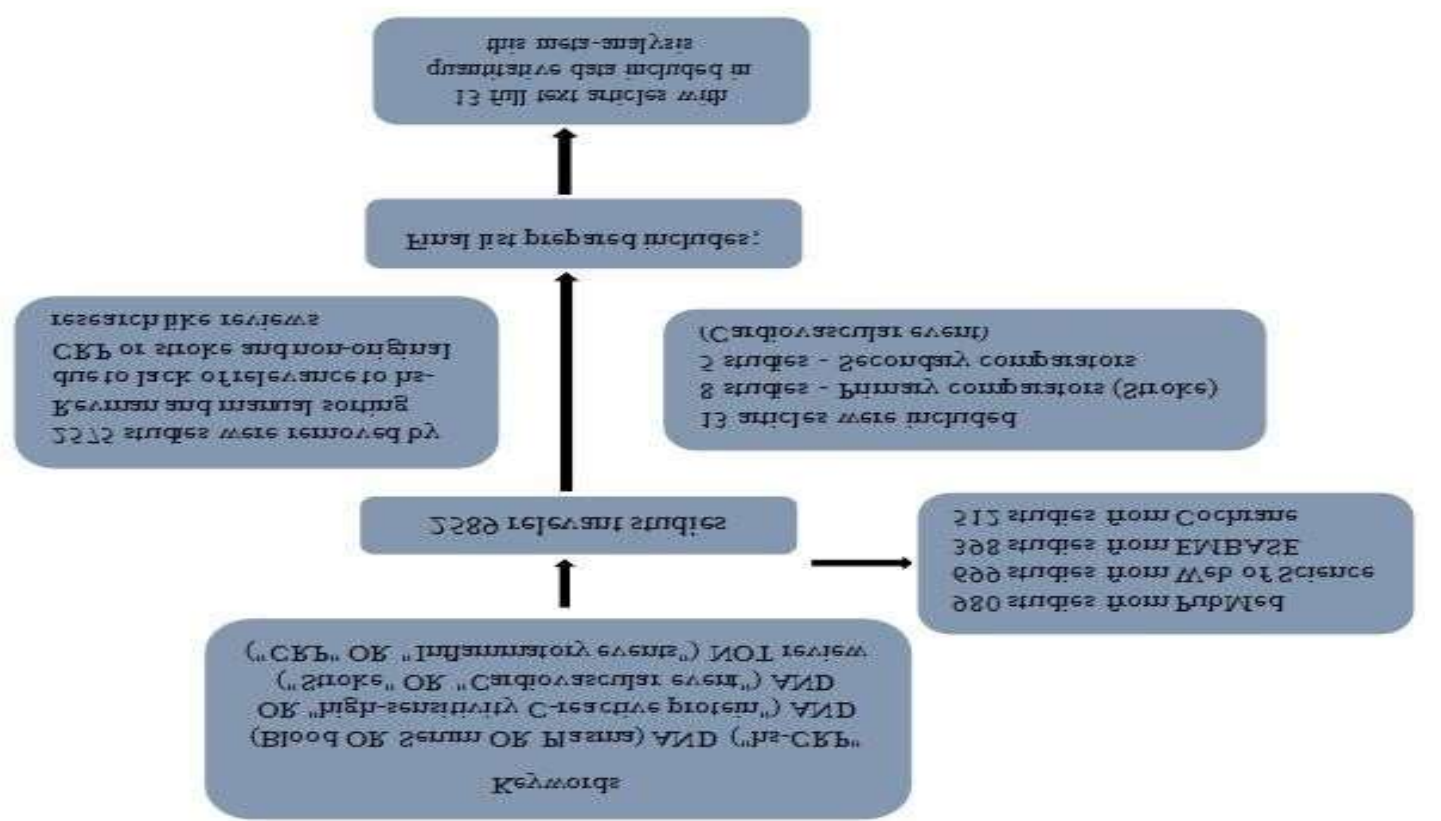 Keywords
(Blood OR Serum OR Plasma) AND ("hs-CRP"
OR "high-sensitivity C-reactive protein") AND
("Stroke" OR "Cardiovascular event") AND
("CRP" OR "Inflammatory events") NOT review
2589 relevant studies
980 studies from PubMed
699 studies from Web of Science
398 studies from EMBASE
512 studies from Cochrane
2575 studies were removed by
Revman and manual sorting
due to lack of relevance to hs-
CRP or stroke and non-original
research like reviews
13 articles were included
8 studies - Primary comparators (Stroke)
5 studies - Secondary comparators
(Cardiovascular event)
Final list prepared includes;
13 full text articles with
quantitative data included in
this meta-analysis